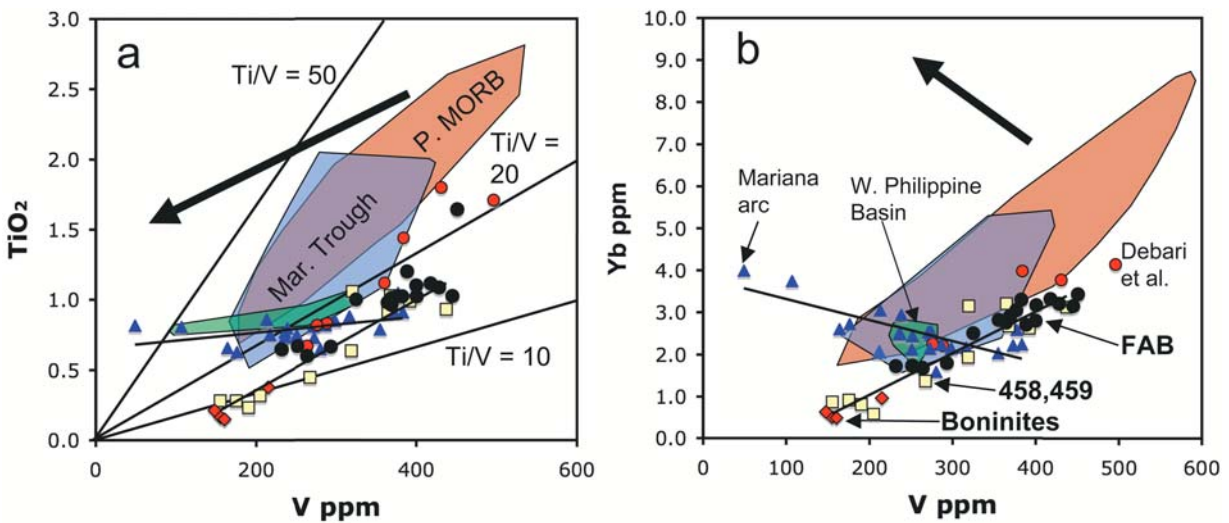 a
3.0
2.5
2.0
1.5
1.0
0.5
0.0
TiO₂
Ti/V = 50
P. MORB
Ti/V =
20
Mar. Trough
Ti/V = 10
0
200
400
600
V ppm
b
10.0
9.0
8.0
7.0
6.0
5.0
4.0
3.0
2.0
1.0
0.0
Yb ppm
Mariana
arc
W. Philippine
Basin
Debari
et al.
FAB
458,459
Boninites
0
100
200
300
400
500
600
V ppm